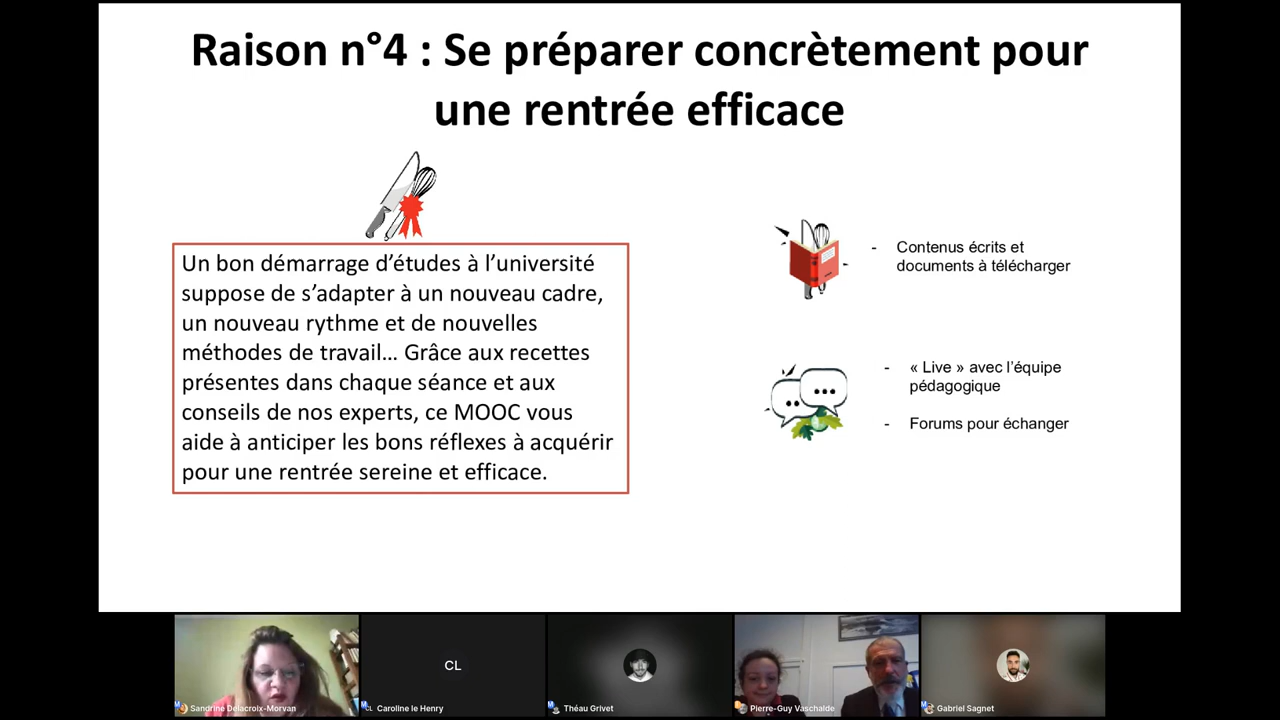 Raison n°4 : Se préparer concrètement pour
une rentrée efficace
Un bon démarrage d’études à l’université
suppose de s’adapter à un nouveau cadre,
un nouveau rythme et de nouvelles
méthodes de travail… Grâce aux recettes
présentes dans chaque séance et aux
conseils de nos experts, ce MOOC vous
aide à anticiper les bons réflexes à acquérir
pour une rentrée sereine et efficace.
- Contenus écrits et
documents à télécharger
- « Live » avec l’équipe
pédagogique
- Forums pour échanger
CL
Sandrine Delacroix-Morvan
CL Caroline le Henry
Théau Grivet
Pierre-Guy Vaschalde
Gabriel Sagnet